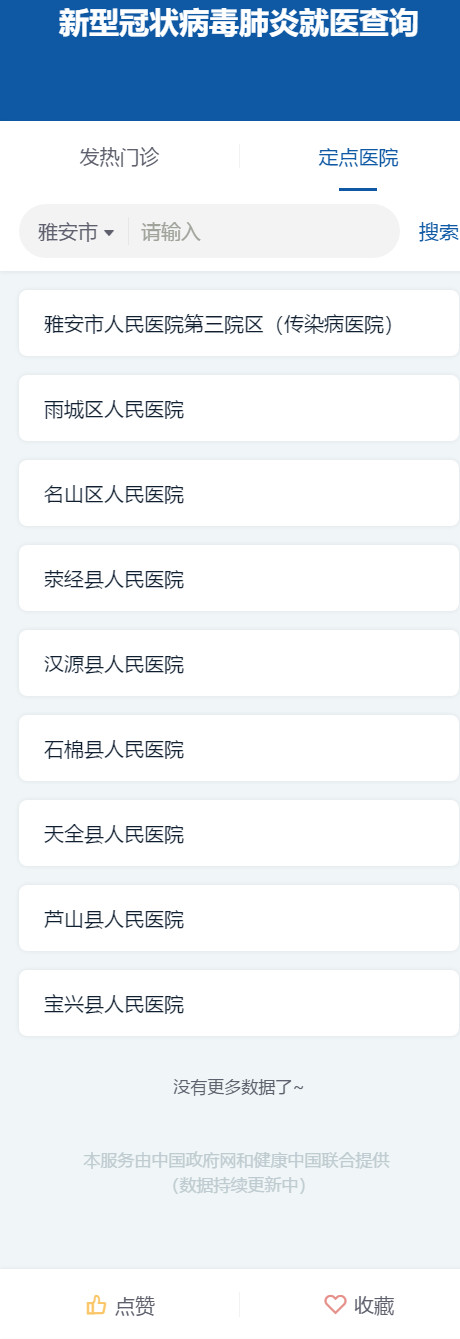 新型冠状病毒肺炎就医查询
发热门诊
定点医院
雅安市
请输入
搜索
雅安市人民医院第三院区（传染病医院）
雨城区人民医院
名山区人民医院
荥经县人民医院
汉源县人民医院
石棉县人民医院
天全县人民医院
芦山县人民医院
宝兴县人民医院
没有更多数据了~
本服务由中国政府网和健康中国联合提供
（数据持续更新中）
点赞
收藏